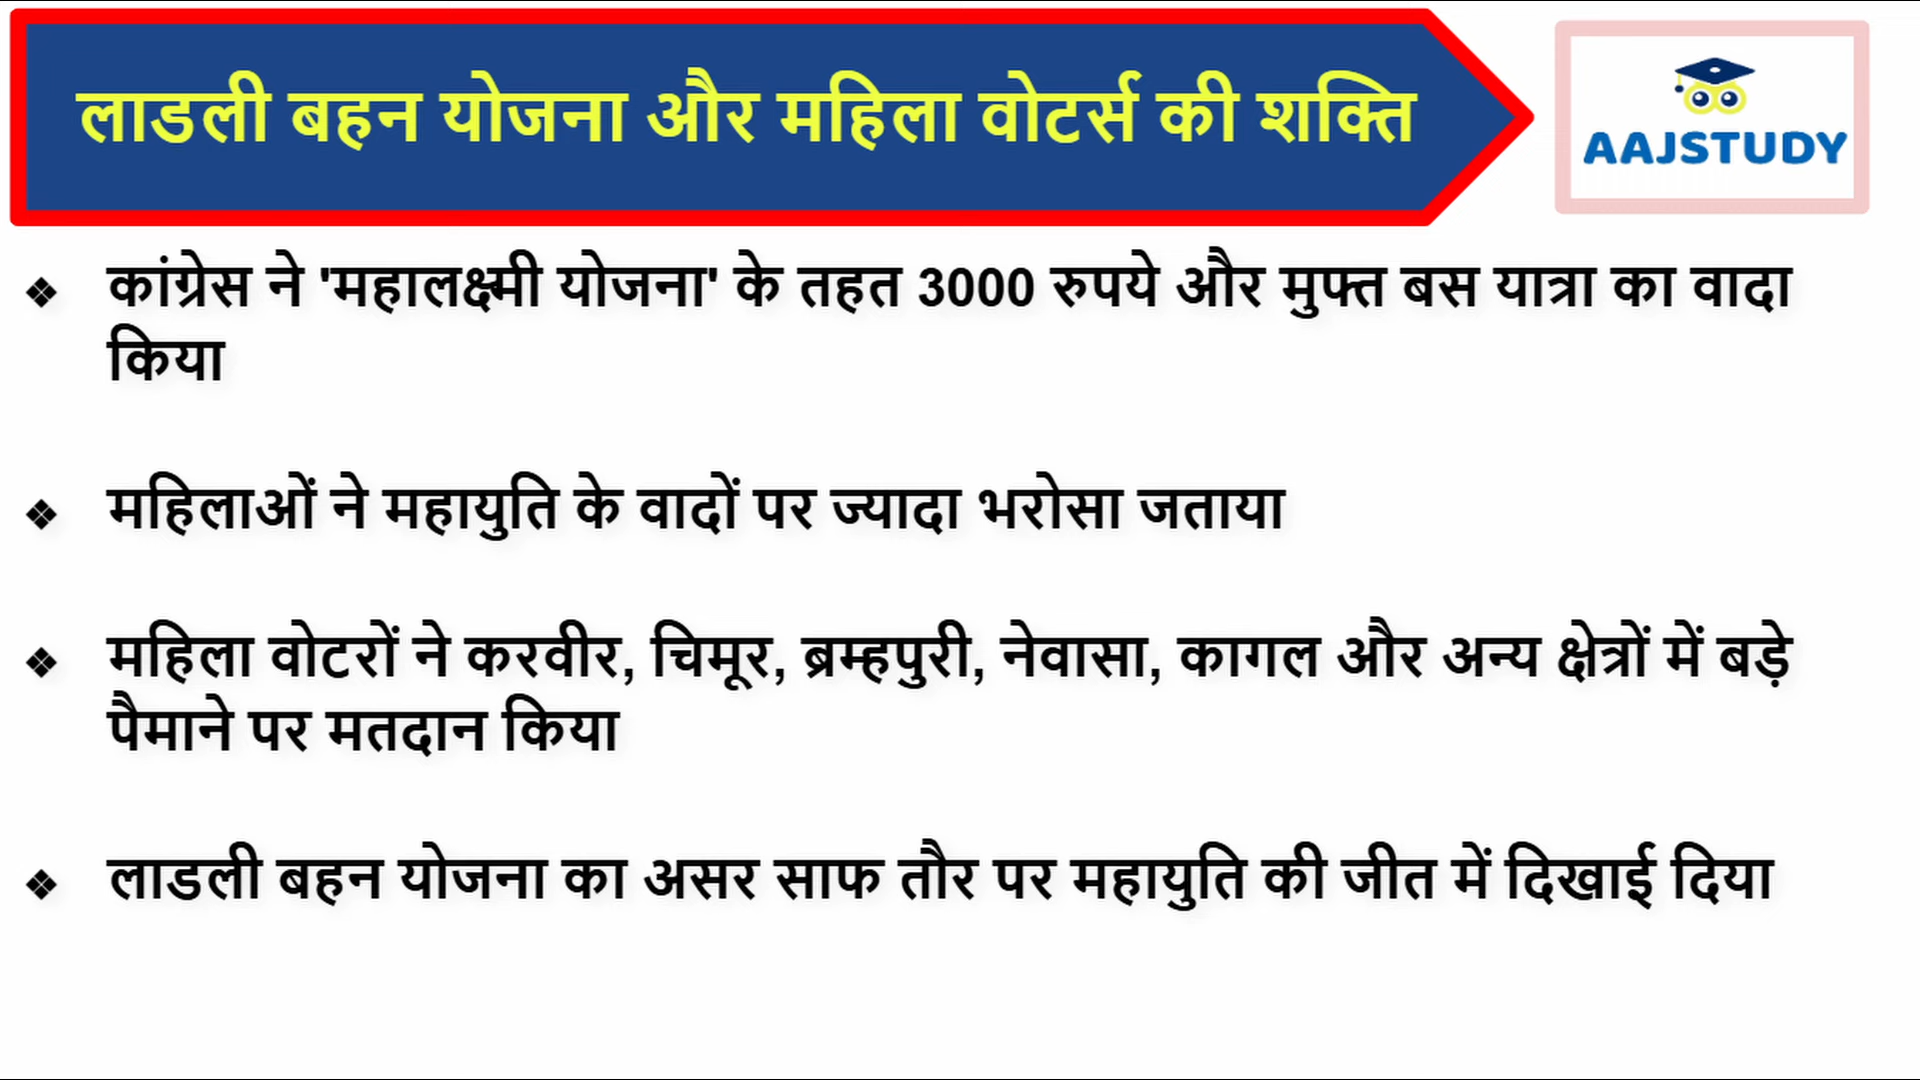 लाडली बहन योजना और महिला वोटर्स की शक्ति
AAJSTUDY
❖ कांग्रेस ने 'महालक्ष्मी योजना' के तहत 3000 रुपये और मुफ्त बस यात्रा का वादा
किया
❖ महिलाओं ने महायुति के वादों पर ज्यादा भरोसा जताया
❖ महिला वोटरों ने करवीर, चिमूर, ब्रम्हपुरी, नेवासा, कागल और अन्य क्षेत्रों में बड़े
पैमाने पर मतदान किया
❖ लाडली बहन योजना का असर साफ तौर पर महायुति की जीत में दिखाई दिया